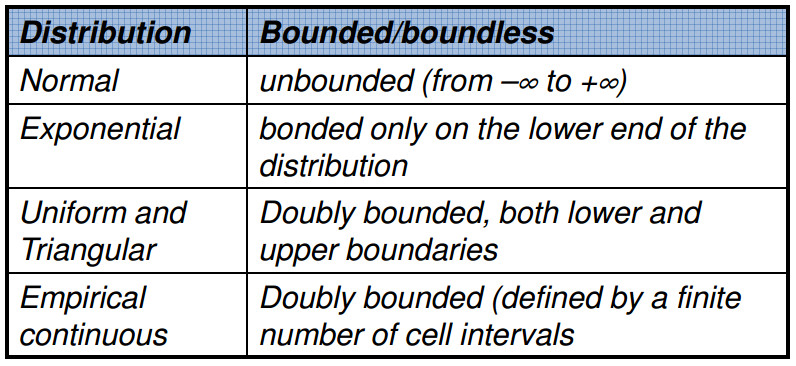 Distribution Bounded/boundless
Normal unbounded (from –∞ to +∞)
Exponential bonded only on the lower end of the
distribution
Uniform and Doubly bounded, both lower and
Triangular upper boundaries
Empirical Doubly bounded (defined by a finite
continuous number of cell intervals